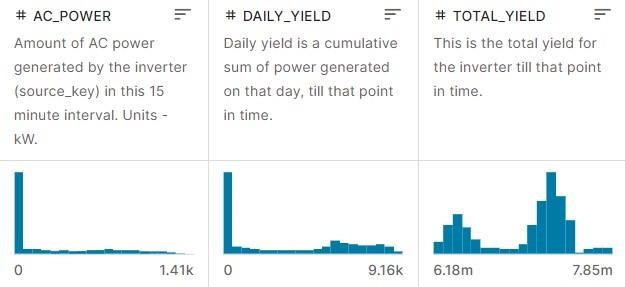 # AC_POWER
Amount of AC power
generated by the inverter
(source_key) in this 15
minute interval. Units -
kW.
0 1.41k
# DAILY_YIELD
Daily yield is a cumulative
sum of power generated
on that day, till that point
in time.
0 9.16k
# TOTAL_YIELD
This is the total yield for
the inverter till that point
in time.
6.18m 7.85m